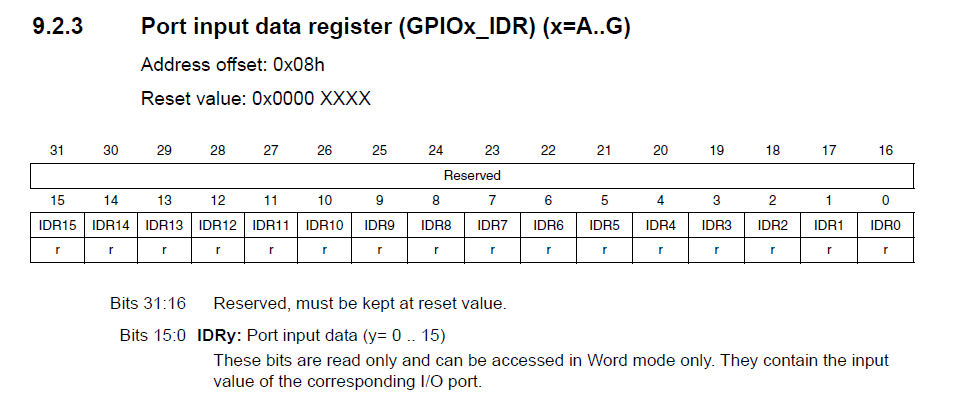 9.2.3 Port input data register (GPIOx_IDR) (x=A..G)
Address offset: 0x08h
Reset value: 0x0000 XXXX
31 30 29 28 27 26 25 24 23 22 21 20 19 18 17 16
Reserved
15 14 13 12 11 10 9 8 7 6 5 4 3 2 1 0
IDR15 IDR14 IDR13 IDR12 IDR11 IDR10 IDR9 IDR8 IDR7 IDR6 IDR5 IDR4 IDR3 IDR2 IDR1 IDR0
r r r r r r r r r r r r r r r r
Bits 31:16 Reserved, must be kept at reset value.
Bits 15:0 IDRy: Port input data (y= 0 .. 15)
These bits are read only and can be accessed in Word mode only. They contain the input
value of the corresponding I/O port.